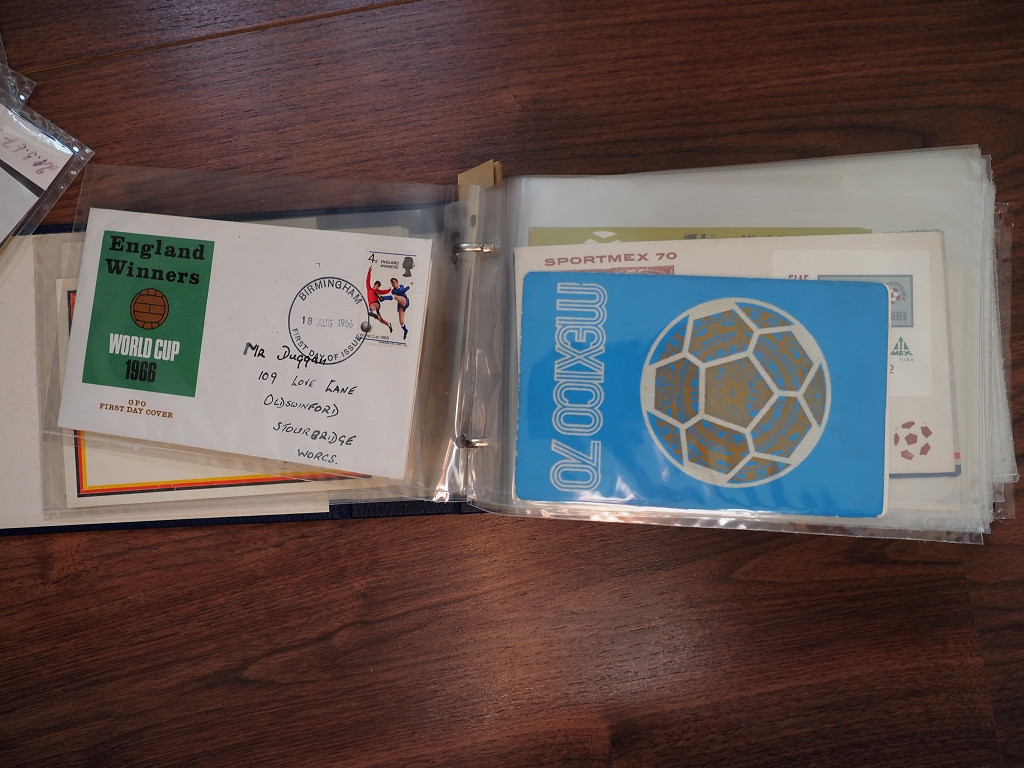 England
Winners
WORLD CUP
1966
GPO
FIRST DAY COVER
4D ENGLAND
WINNERS
BIRMINGHAM
18 AUG 1966
FIRST DAY OF ISSUE
MR DUGGAN
109 LOVE LANE
OLDSWINFORD
STOURBRIDGE
WORCS.
SPORTMEX 70
MEXICO 70
MEX